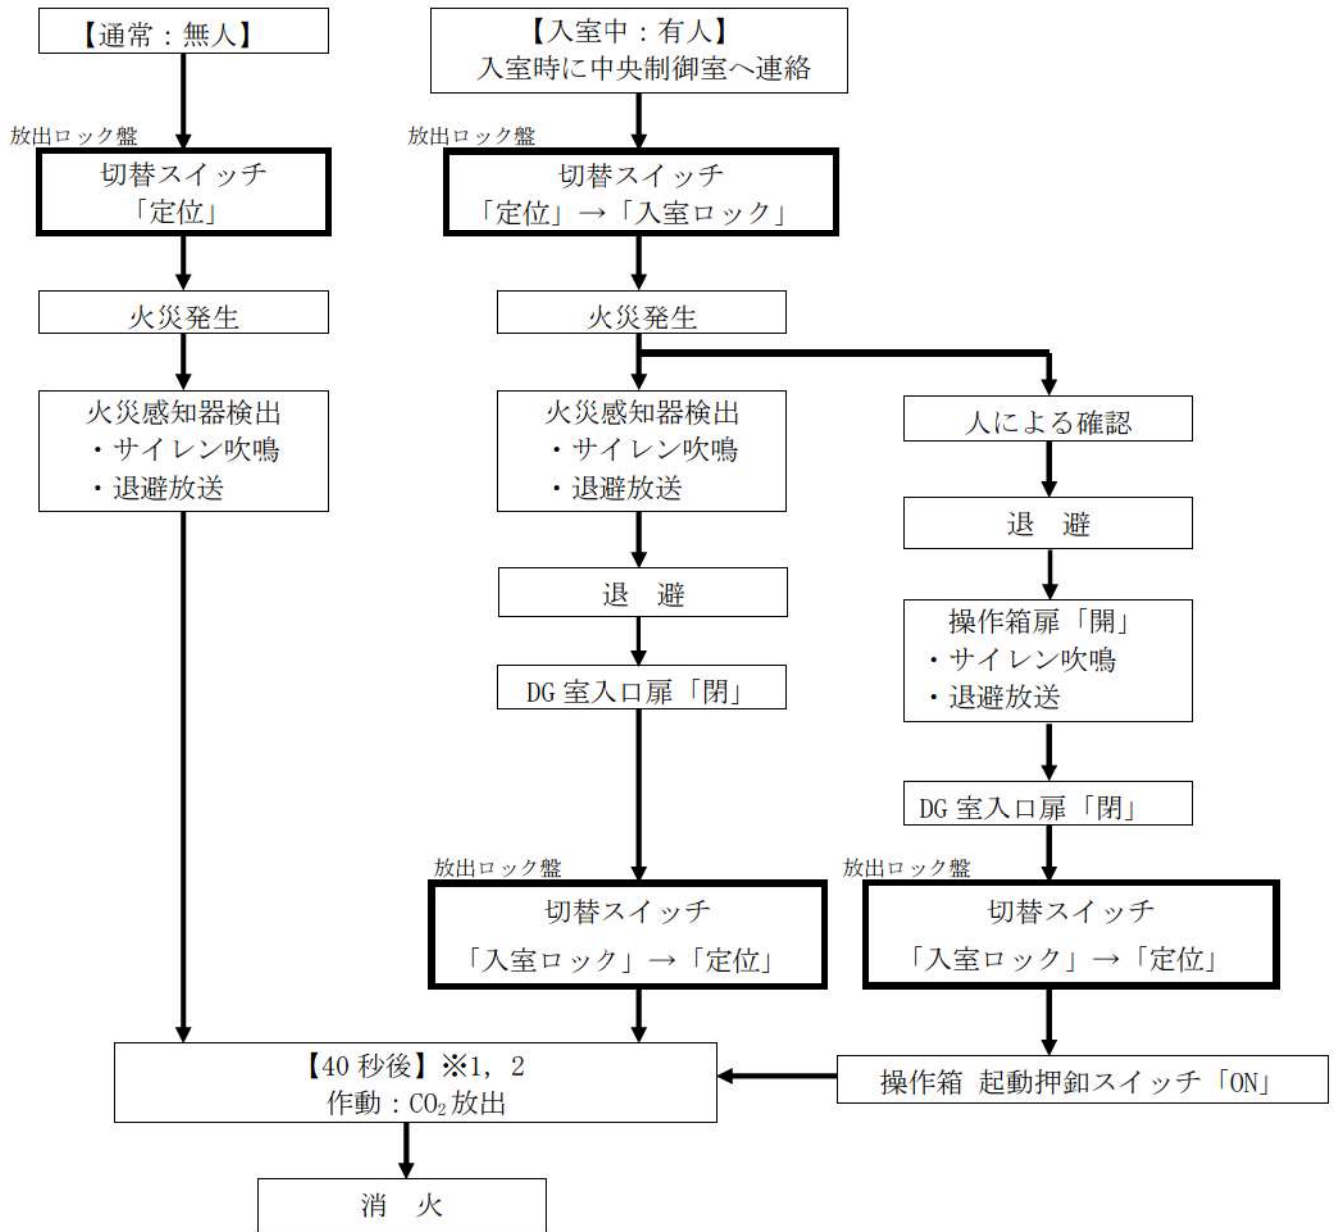 【通常：無人】
放出ロック盤
切替スイッチ
「定位」
火災発生
火災感知器検出
・サイレン吹鳴
・退避放送
【入室中：有人】
入室時に中央制御室へ連絡
放出ロック盤
切替スイッチ
「定位」→「入室ロック」
火災発生
火災感知器検出
・サイレン吹鳴
・退避放送
退　避
DG 室入口扉「閉」
放出ロック盤
切替スイッチ
「入室ロック」→「定位」
人による確認
退　避
操作箱扉「開」
・サイレン吹鳴
・退避放送
DG 室入口扉「閉」
放出ロック盤
切替スイッチ
「入室ロック」→「定位」
操作箱 起動押釦スイッチ「ON」
【40 秒後】※1, 2
作動：CO₂放出
消　火